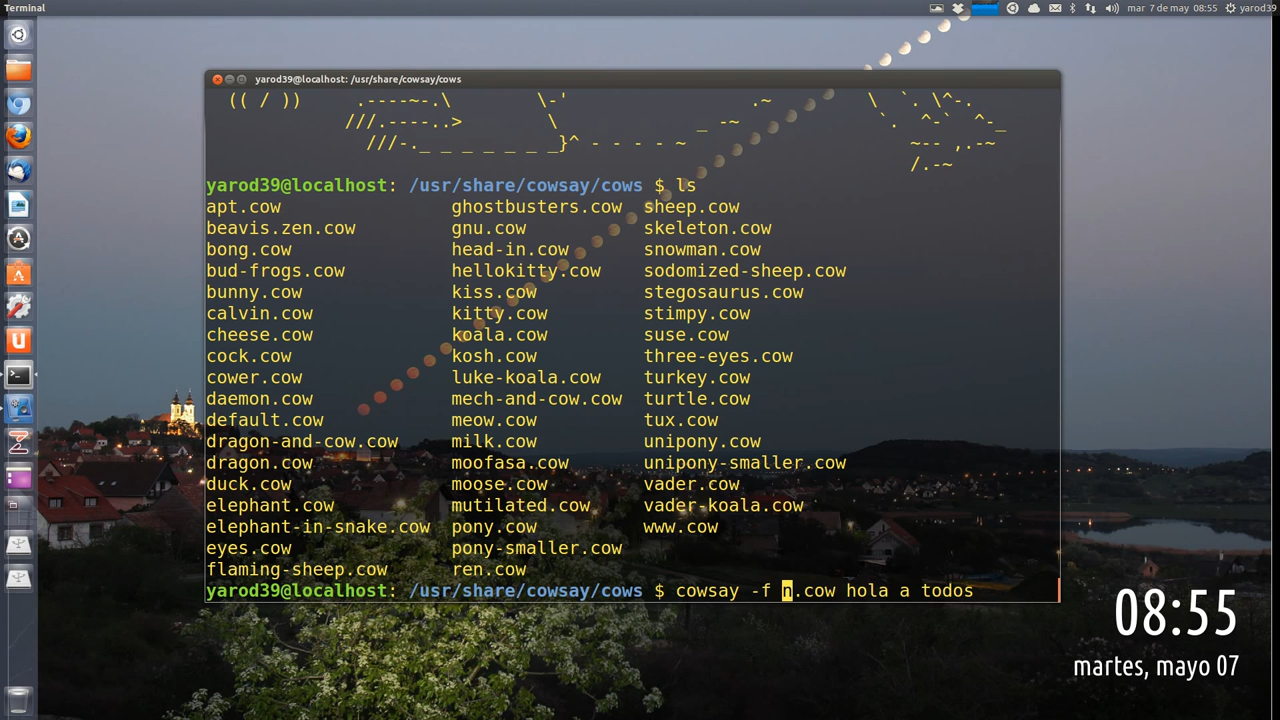 Terminal
mar 7 de may 08:55 yarod39
yarod39@localhost: /usr/share/cowsay/cows
(( / )) .----~-.\ \-' .~ \ `. \^-.
///.----..> \ _ -~ `. ^-` ^-_
///-._ _ _ _ _ _ _}^ - - - - ~ ~-- ,.-~
/.-~
yarod39@localhost: /usr/share/cowsay/cows $ ls
apt.cow ghostbusters.cow sheep.cow
beavis.zen.cow gnu.cow skeleton.cow
bong.cow head-in.cow snowman.cow
bud-frogs.cow hellokitty.cow sodomized-sheep.cow
bunny.cow kiss.cow stegosaurus.cow
calvin.cow kitty.cow stimpy.cow
cheese.cow koala.cow suse.cow
cock.cow kosh.cow three-eyes.cow
cower.cow luke-koala.cow turkey.cow
daemon.cow mech-and-cow.cow turtle.cow
default.cow meow.cow tux.cow
dragon-and-cow.cow milk.cow unipony.cow
dragon.cow moofasa.cow unipony-smaller.cow
duck.cow moose.cow vader.cow
elephant.cow mutilated.cow vader-koala.cow
elephant-in-snake.cow pony.cow www.cow
eyes.cow pony-smaller.cow
flaming-sheep.cow ren.cow
yarod39@localhost: /usr/share/cowsay/cows $ cowsay -f n.cow hola a todos
08:55
martes, mayo 07